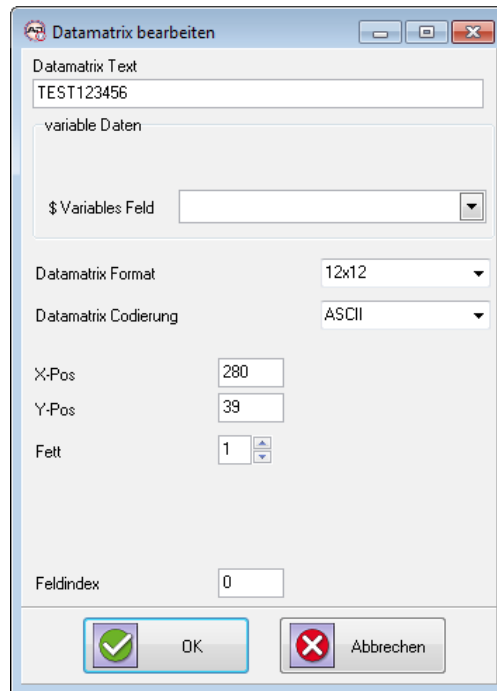 Datamatrix bearbeiten
Datamatrix Text
TEST123456
variable Daten
$ Variables Feld
Datamatrix Format 12x12
Datamatrix Codierung ASCII
X-Pos 280
Y-Pos 39
Fett 1
Feldindex 0
OK Abbrechen